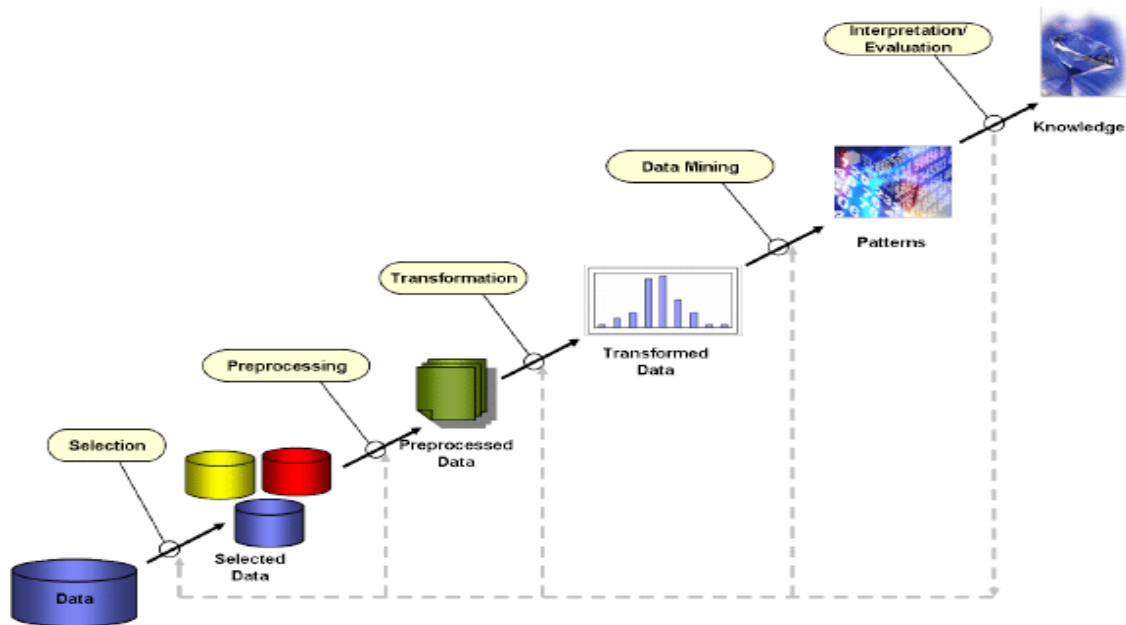 Interpretation/
Evaluation
Knowledge
Data Mining
Patterns
Transformation
Transformed
Data
Preprocessing
Preprocessed
Data
Selection
Selected
Data
Data